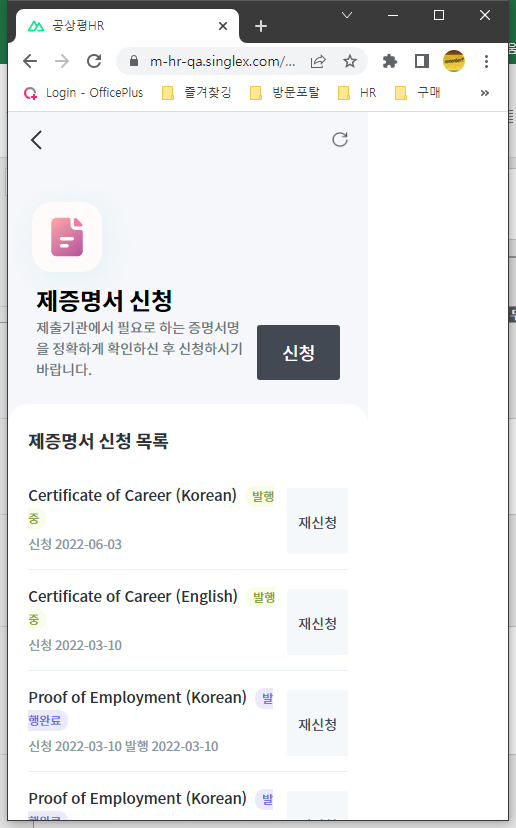 공상평HR
m-hr-qa.singlex.com/...
Login - OfficePlus 즐겨찾깅 방문포탈 HR 구매 »
제증명서 신청
제출기관에서 필요로 하는 증명서명
을 정확하게 확인하신 후 신청하시기
바랍니다.
신청
제증명서 신청 목록
Certificate of Career (Korean) 발행
중
신청 2022-06-03
재신청
Certificate of Career (English) 발행
중
신청 2022-03-10
재신청
Proof of Employment (Korean) 발
행완료
신청 2022-03-10 발행 2022-03-10
재신청
Proof of Employment (Korean) 발
행완료